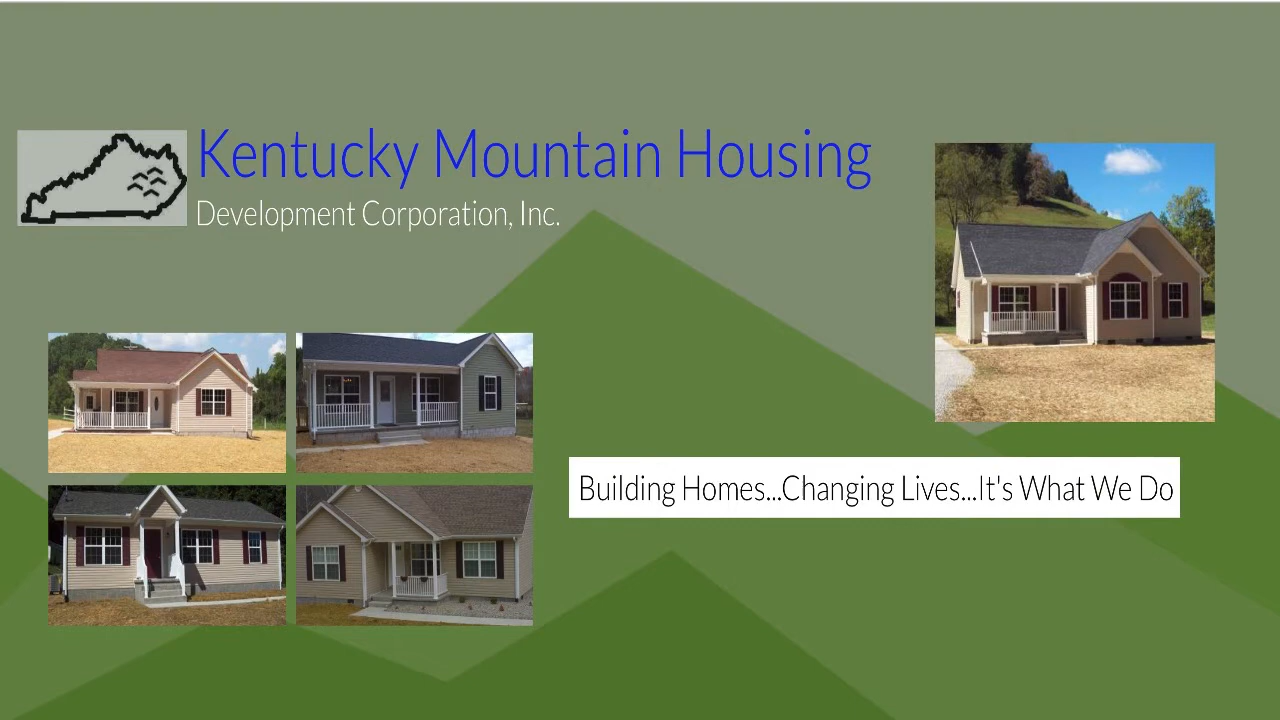 Kentucky Mountain Housing
Development Corporation, Inc.
Building Homes...Changing Lives...It's What We Do